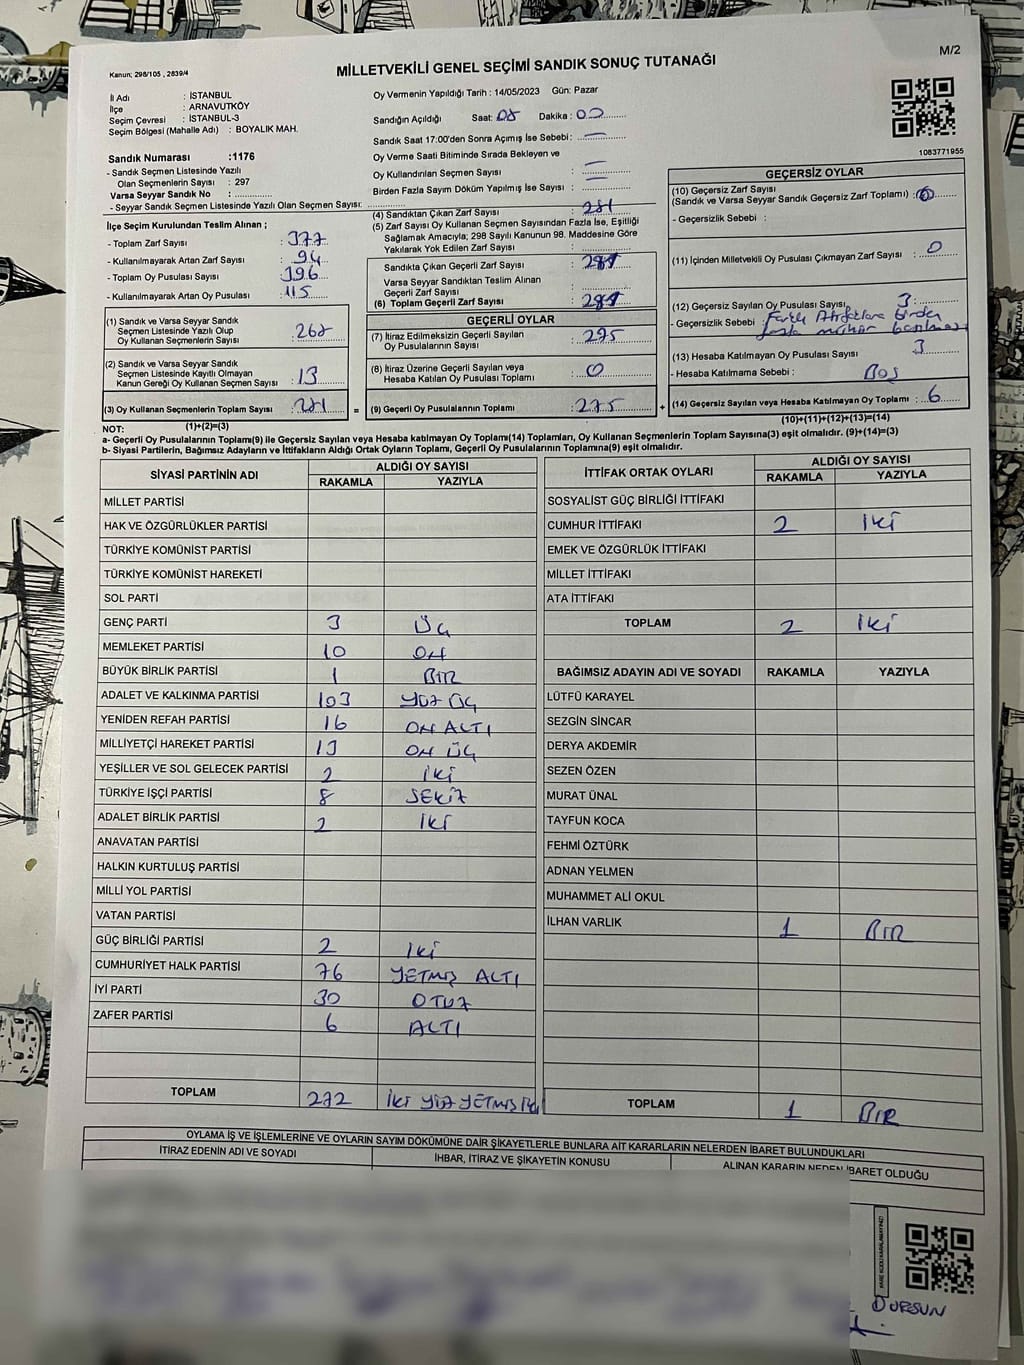 M/2
Kanun: 298/105 , 2839/4
MİLLETVEKİLİ GENEL SEÇİMİ SANDIK SONUÇ TUTANAĞI
İl Adı : İSTANBUL
İlçe : ARNAVUTKÖY
Seçim Çevresi : İSTANBUL-3
Seçim Bölgesi (Mahalle Adı) : BOYALIK MAH.
Sandık Numarası :1176
- Sandık Seçmen Listesinde Yazılı
Olan Seçmenlerin Sayısı : 297
Varsa Seyyar Sandık No :
- Seyyar Sandık Seçmen Listesinde Yazılı Olan Seçmen Sayısı:
Oy Vermenin Yapıldığı Tarih : 14/05/2023 Gün: Pazar
Sandığın Açıldığı Saat: 08 Dakika : 00
Sandık Saat 17:00'den Sonra Açımış İse Sebebi : —
Oy Verme Saati Bitiminde Sırada Bekleyen ve
Oy Kullandırılan Seçmen Sayısı : —
Birden Fazla Sayım Döküm Yapılmış İse Sayısı : —
1083771955
İlçe Seçim Kurulundan Teslim Alınan ;
- Toplam Zarf Sayısı : 377
- Kullanılmayarak Artan Zarf Sayısı : 94
- Toplam Oy Pusulası Sayısı : 396
- Kullanılmayarak Artan Oy Pusulası : 115
(1) Sandık ve Varsa Seyyar Sandık
Seçmen Listesinde Yazılı Olup
Oy Kullanan Seçmenlerin Sayısı : 268
(2) Sandık ve Varsa Seyyar Sandık
Seçmen Listesinde Kayıtlı Olmayan
Kanun Gereği Oy Kullanan Seçmen Sayısı : 13
(3) Oy Kullanan Seçmenlerin Toplam Sayısı : 281
(1)+(2)=(3)
(4) Sandıktan Çıkan Zarf Sayısı : 281
(5) Zarf Sayısı Oy Kullanan Seçmen Sayısından Fazla İse, Eşitliği
Sağlamak Amacıyla; 298 Sayılı Kanunun 98. Maddesine Göre
Yakılarak Yok Edilen Zarf Sayısı :
Sandıkta Çıkan Geçerli Zarf Sayısı : 281
Varsa Seyyar Sandıktan Teslim Alınan
Geçerli Zarf Sayısı :
(6) Toplam Geçerli Zarf Sayısı : 281
GEÇERLİ OYLAR
(7) İtiraz Edilmeksizin Geçerli Sayılan
Oy Pusulalarının Sayısı : 275
(8) İtiraz Üzerine Geçerli Sayılan veya
Hesaba Katılan Oy Pusulası Toplamı : 0
= (9) Geçerli Oy Pusulalarının Toplamı : 275 +
GEÇERSİZ OYLAR
(10) Geçersiz Zarf Sayısı
(Sandık ve Varsa Seyyar Sandık Geçersiz Zarf Toplamı) : 0
- Geçersizlik Sebebi :
(11) İçinden Milletvekili Oy Pusulası Çıkmayan Zarf Sayısı : 0
(12) Geçersiz Sayılan Oy Pusulası Sayısı : 3
- Geçersizlik Sebebi : Farklı birden
fazla mühür basılması
(13) Hesaba Katılmayan Oy Pusulası Sayısı : 3
- Hesaba Katılmama Sebebi : Boş
(14) Geçersiz Sayılan veya Hesaba Katılmayan Oy Toplamı : 6
(10)+(11)+(12)+(13)=(14)
NOT:
a- Geçerli Oy Pusulalarının Toplamı(9) ile Geçersiz Sayılan veya Hesaba katılmayan Oy Toplam(14) Toplamları, Oy Kullanan Seçmenlerin Toplam Sayısına(3) eşit olmalıdır. (9)+(14)=(3)
b- Siyasi Partilerin, Bağımsız Adayların ve İttifakların Aldığı Ortak Oyların Toplamı, Geçerli Oy Pusulalarının Toplamına(9) eşit olmalıdır.
SİYASİ PARTİNİN ADI ALDIĞI OY SAYISI
RAKAMLA YAZIYLA
MİLLET PARTİSİ
HAK VE ÖZGÜRLÜKLER PARTİSİ
TÜRKİYE KOMÜNİST PARTİSİ
TÜRKİYE KOMÜNİST HAREKETİ
SOL PARTİ
GENÇ PARTİ 3 ÜÇ
MEMLEKET PARTİSİ 10 ON
BÜYÜK BİRLİK PARTİSİ 1 BİR
ADALET VE KALKINMA PARTİSİ 103 YÜZ ÜÇ
YENİDEN REFAH PARTİSİ 16 ON ALTI
MİLLİYETÇİ HAREKET PARTİSİ 13 ON ÜÇ
YEŞİLLER VE SOL GELECEK PARTİSİ 2 İKİ
TÜRKİYE İŞÇİ PARTİSİ 8 SEKİZ
ADALET BİRLİK PARTİSİ 2 İKİ
ANAVATAN PARTİSİ
HALKIN KURTULUŞ PARTİSİ
MİLLİ YOL PARTİSİ
VATAN PARTİSİ
GÜÇ BİRLİĞİ PARTİSİ 2 İKİ
CUMHURİYET HALK PARTİSİ 76 YETMİŞ ALTI
İYİ PARTİ 30 OTUZ
ZAFER PARTİSİ 6 ALTI
TOPLAM 272 İKİ YÜZ YETMİŞ İKİ
İTTİFAK ORTAK OYLARI ALDIĞI OY SAYISI
RAKAMLA YAZIYLA
SOSYALİST GÜÇ BİRLİĞİ İTTİFAKI
CUMHUR İTTİFAKI 2 İKİ
EMEK VE ÖZGÜRLÜK İTTİFAKI
MİLLET İTTİFAKI
ATA İTTİFAKI
TOPLAM 2 İKİ
BAĞIMSIZ ADAYIN ADI VE SOYADI RAKAMLA YAZIYLA
LÜTFÜ KARAYEL
SEZGİN SİNCAR
DERYA AKDEMİR
SEZEN ÖZEN
MURAT ÜNAL
TAYFUN KOCA
FEHMİ ÖZTÜRK
ADNAN YELMEN
MUHAMMET ALİ OKUL
İLHAN VARLIK 1 BİR
TOPLAM 1 BİR
OYLAMA İŞ VE İŞLEMLERİNE VE OYLARIN SAYIM DÖKÜMÜNE DAİR ŞİKAYETLERLE BUNLARA AİT KARARLARIN NELERDEN İBARET BULUNDUKLARI
İTİRAZ EDENİN ADI VE SOYADI İHBAR, İTİRAZ VE ŞİKAYETİN KONUSU ALINAN KARARIN NEDEN İBARET OLDUĞU
DURSUN